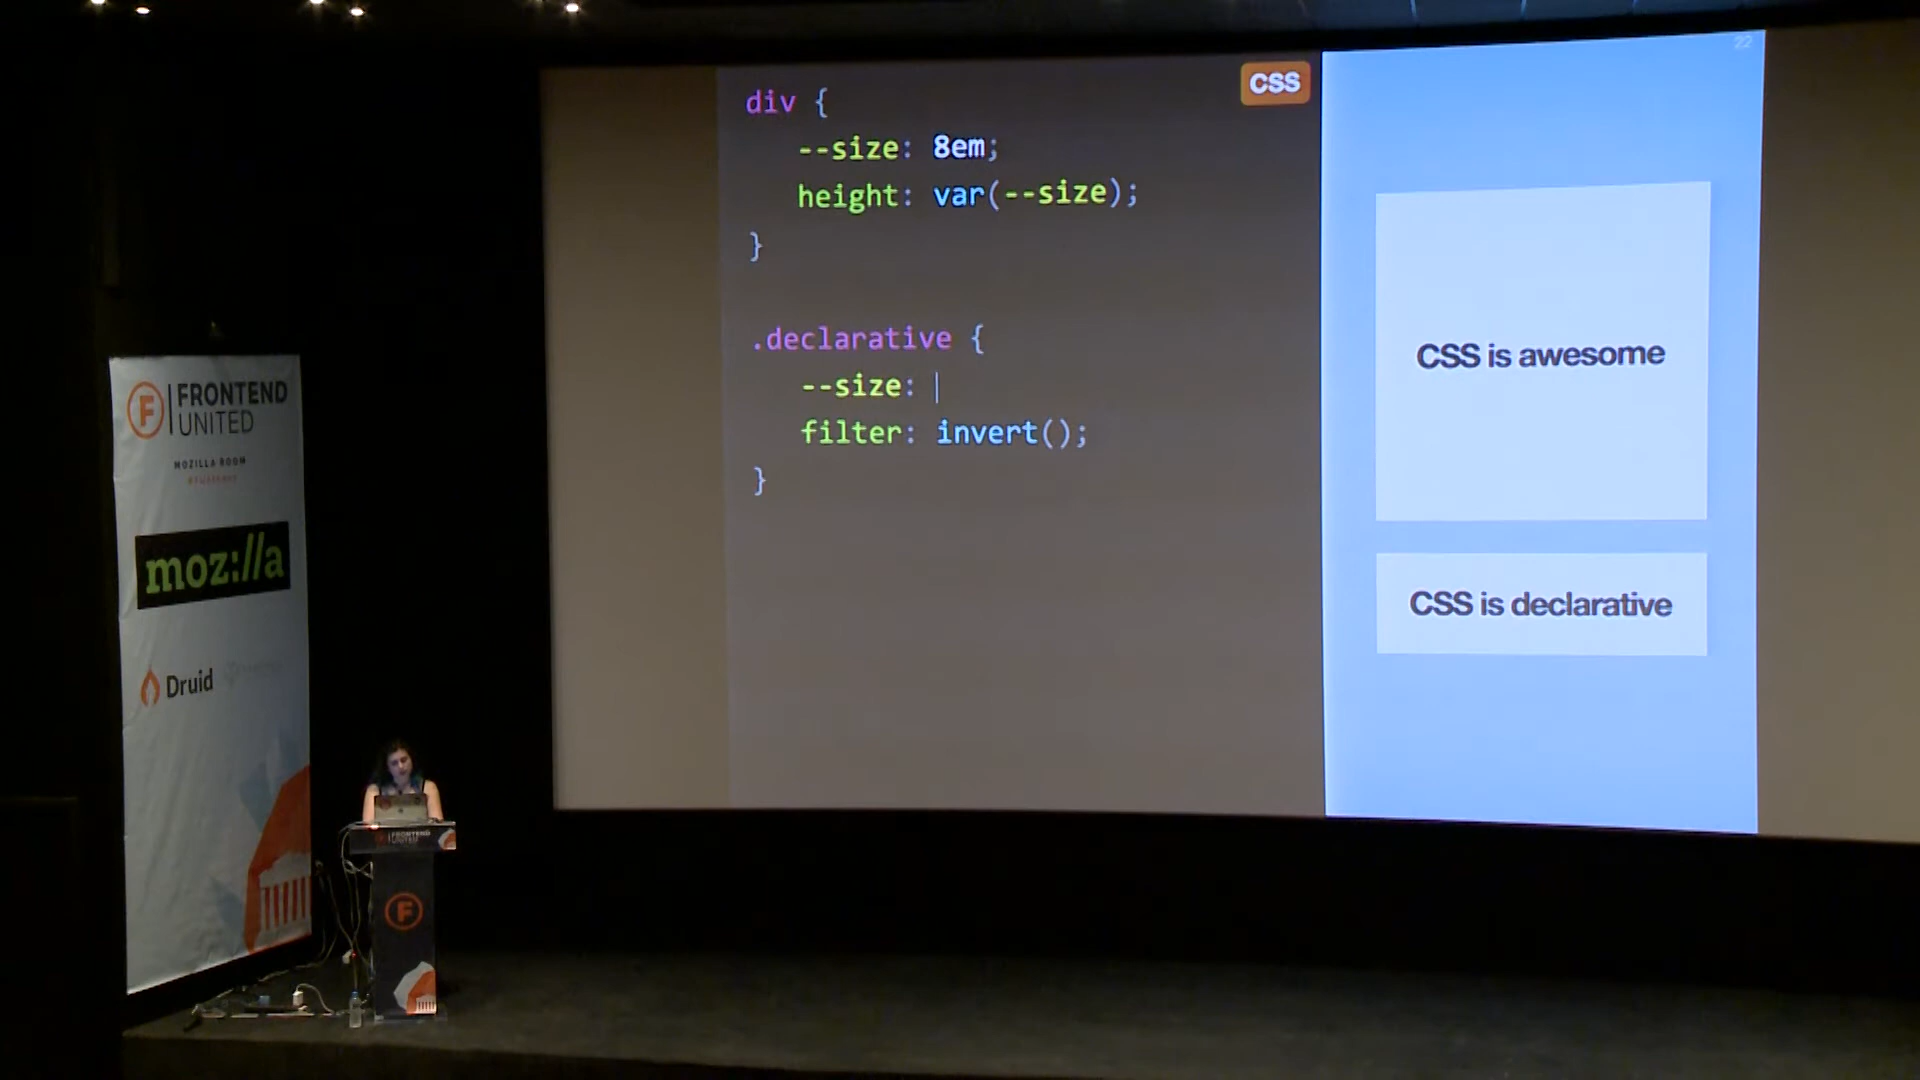 22
CSS
div {
--size: 8em;
height: var(--size);
}
.declarative {
--size: |
filter: invert();
}
CSS is awesome
CSS is declarative
F
FRONTEND
UNITED
MOZILLA ROOM
moz://a
Druid
FRONTEND
UNITED
F